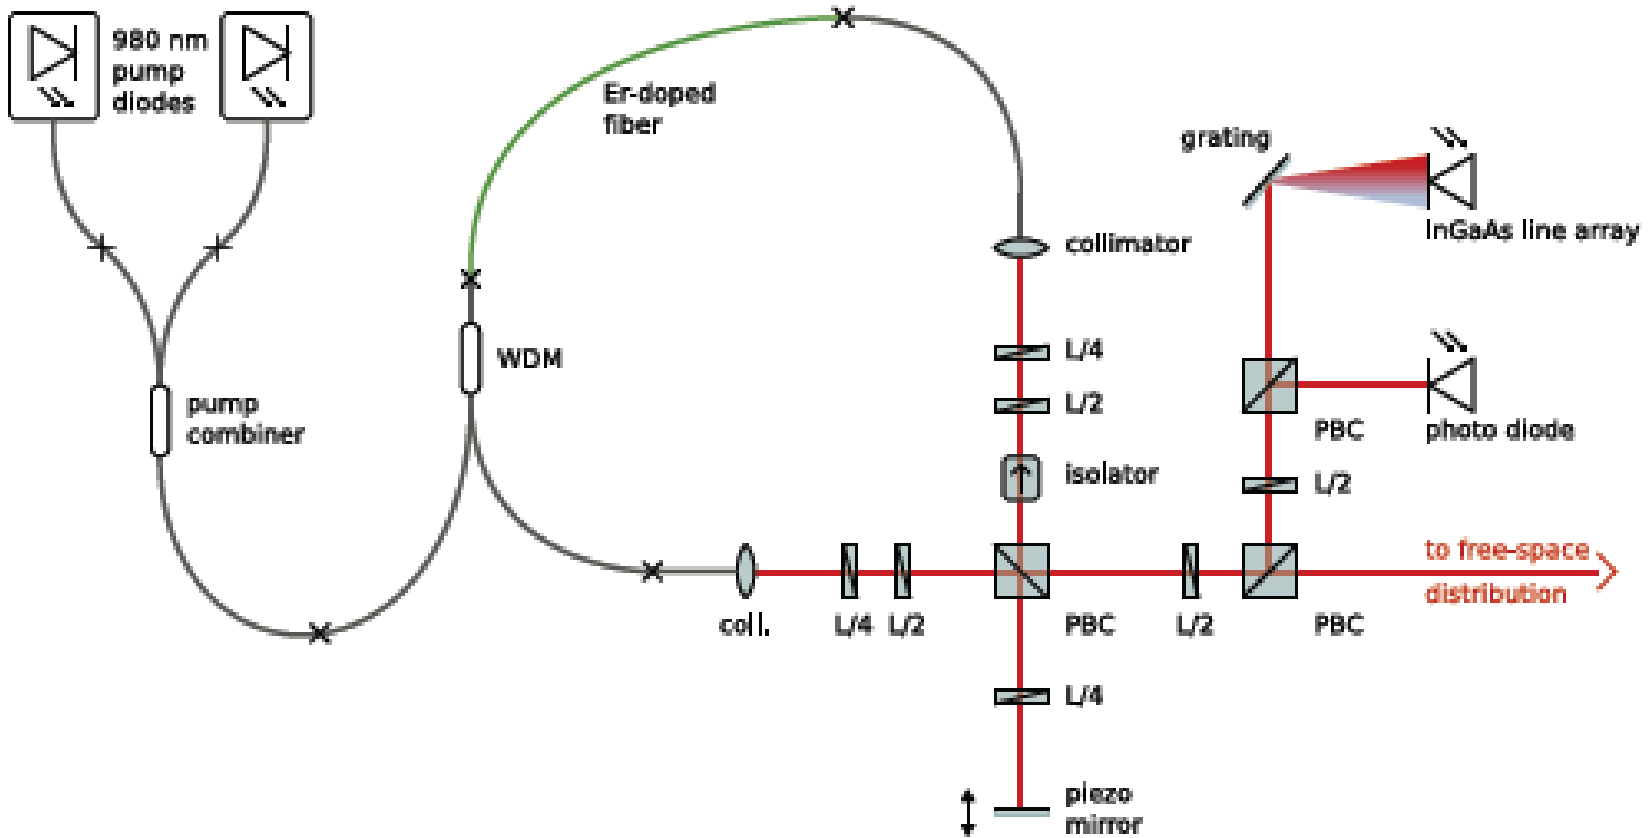 980 nm
pump
diodes
Er-doped
fiber
grating
InGaAs line array
collimator
L/4
WDM
L/2
pump
combiner
PBC
photo diode
isolator
L/2
to free-space
distribution
coll.
L/4
L/2
PBC
L/2
PBC
L/4
piezo
mirror